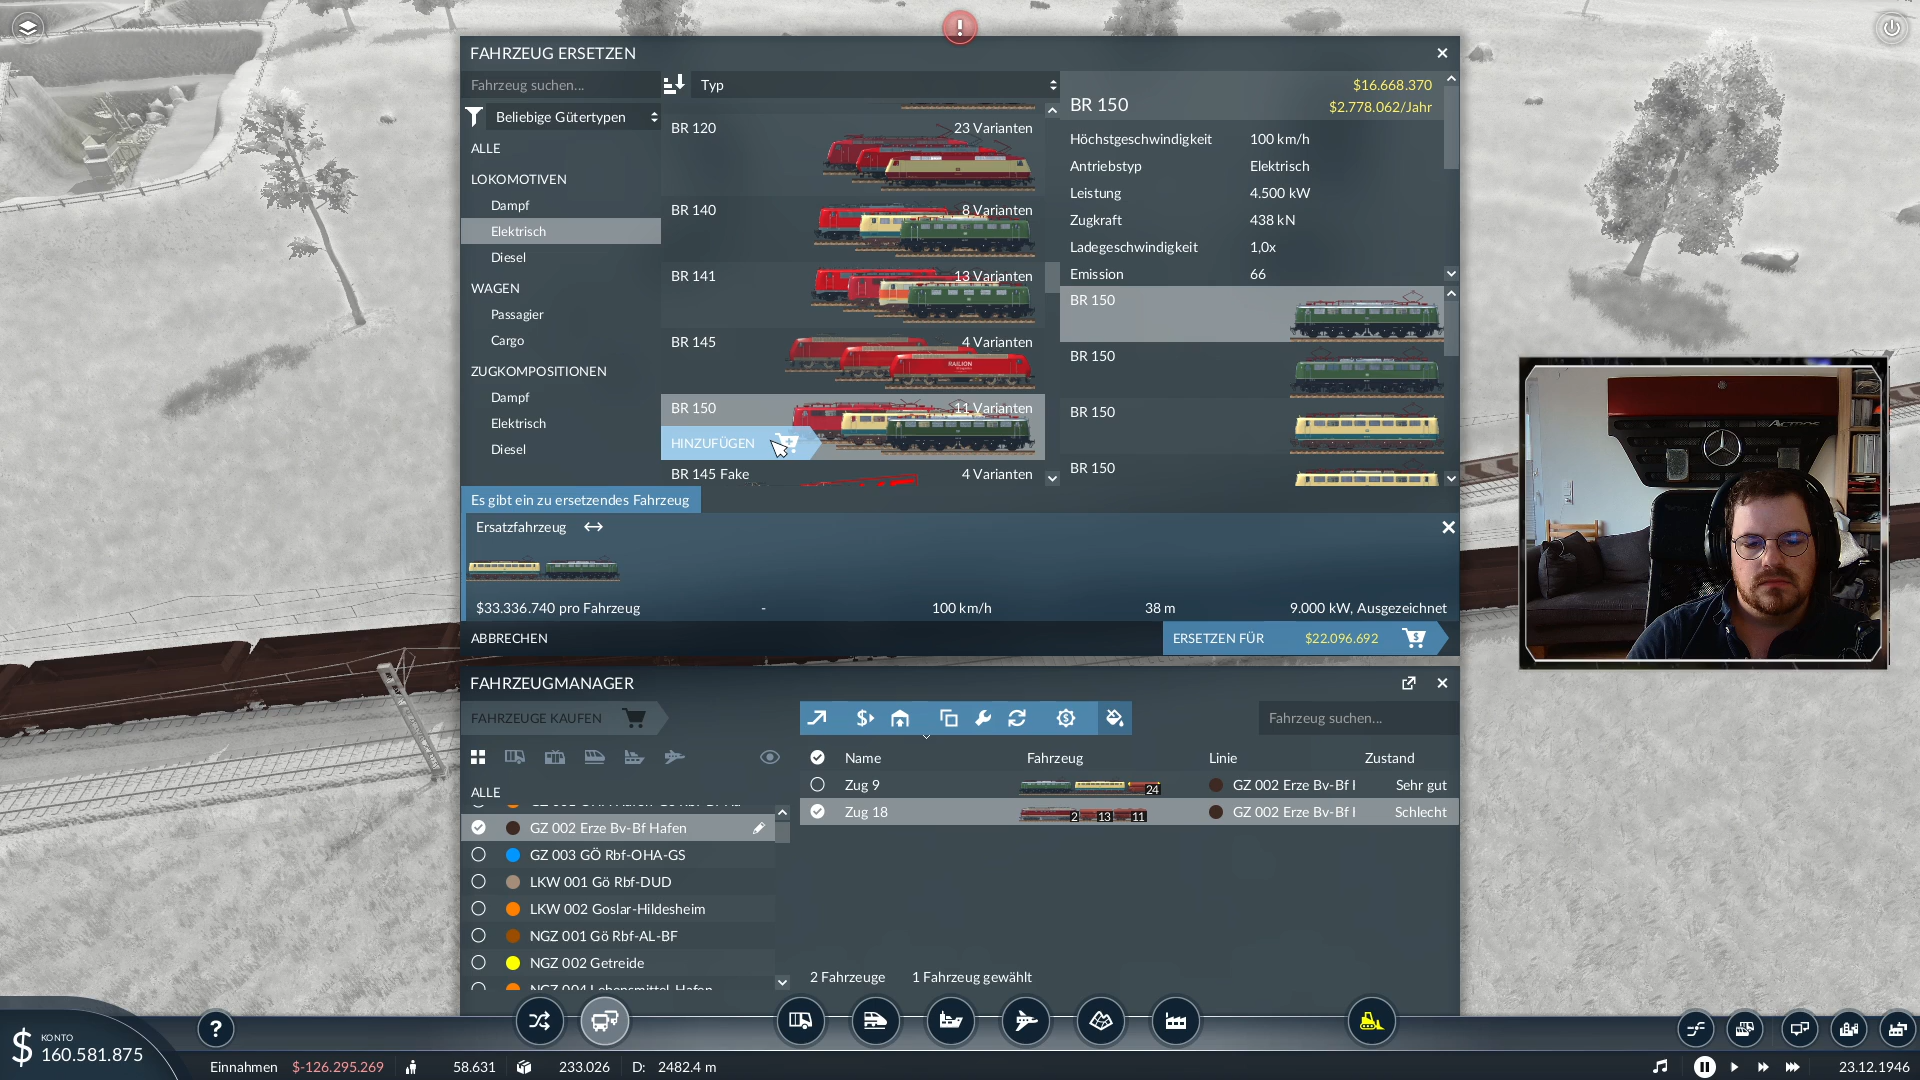 FAHRZEUG ERSETZEN
Fahrzeug suchen...
Typ
Beliebige Gütertypen
ALLE
LOKOMOTIVEN
Dampf
Elektrisch
Diesel
WAGEN
Passagier
Cargo
ZUGKOMPOSITIONEN
Dampf
Elektrisch
Diesel
BR 120 23 Varianten
BR 140 8 Varianten
BR 141 13 Varianten
BR 145 4 Varianten
RAILION
BR 150 11 Varianten
HINZUFÜGEN
BR 145 Fake 4 Varianten
$16.668.370
BR 150 $2.778.062/Jahr
Höchstgeschwindigkeit 100 km/h
Antriebstyp Elektrisch
Leistung 4.500 kW
Zugkraft 438 kN
Ladegeschwindigkeit 1,0x
Emission 66
BR 150
BR 150
BR 150
BR 150
Es gibt ein zu ersetzendes Fahrzeug
Ersatzfahrzeug
$33.336.740 pro Fahrzeug - 100 km/h 38 m 9.000 kW, Ausgezeichnet
ABBRECHEN ERSETZEN FÜR $22.096.692
ACTROS
FAHRZEUGMANAGER
FAHRZEUGE KAUFEN
Fahrzeug suchen...
ALLE
GZ 002 Erze Bv-Bf Hafen
GZ 003 GÖ Rbf-OHA-GS
LKW 001 Gö Rbf-DUD
LKW 002 Goslar-Hildesheim
NGZ 001 Gö Rbf-AL-BF
NGZ 002 Getreide
NGZ 004 Lebensmittel-Hafen
Name Fahrzeug Linie Zustand
Zug 9 24 GZ 002 Erze Bv-Bf I Sehr gut
Zug 18 2 13 11 GZ 002 Erze Bv-Bf I Schlecht
2 Fahrzeuge 1 Fahrzeug gewählt
KONTO
160.581.875
Einnahmen $-126.295.269 58.631 233.026 D: 2482.4 m 23.12.1946